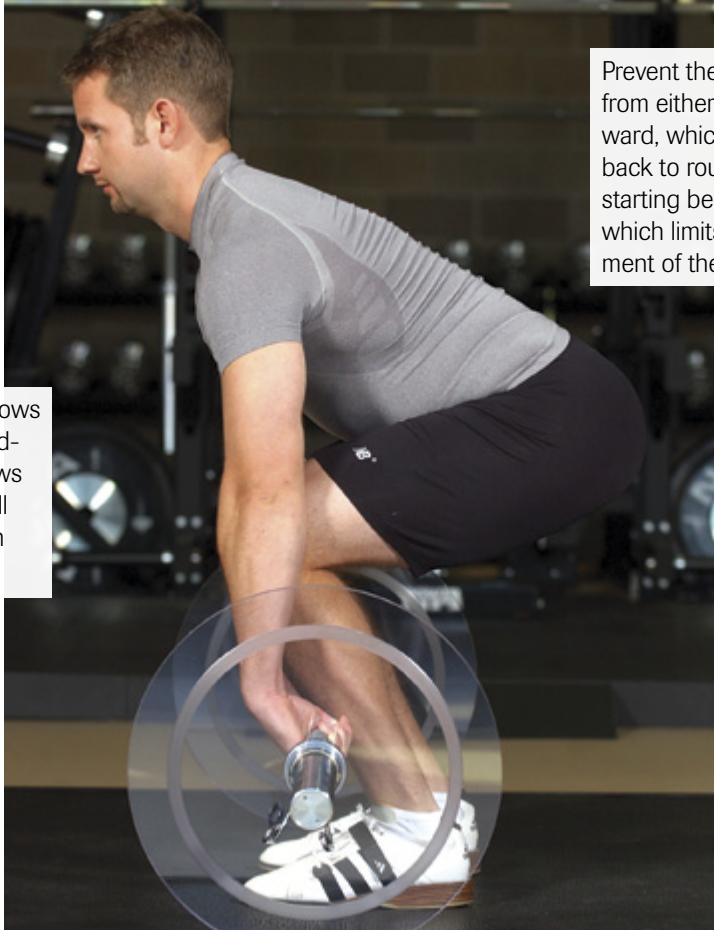 Prevent the
from either
ward, whic
back to rou
starting be
which limits
ment of the
ows
d-
ws
ll